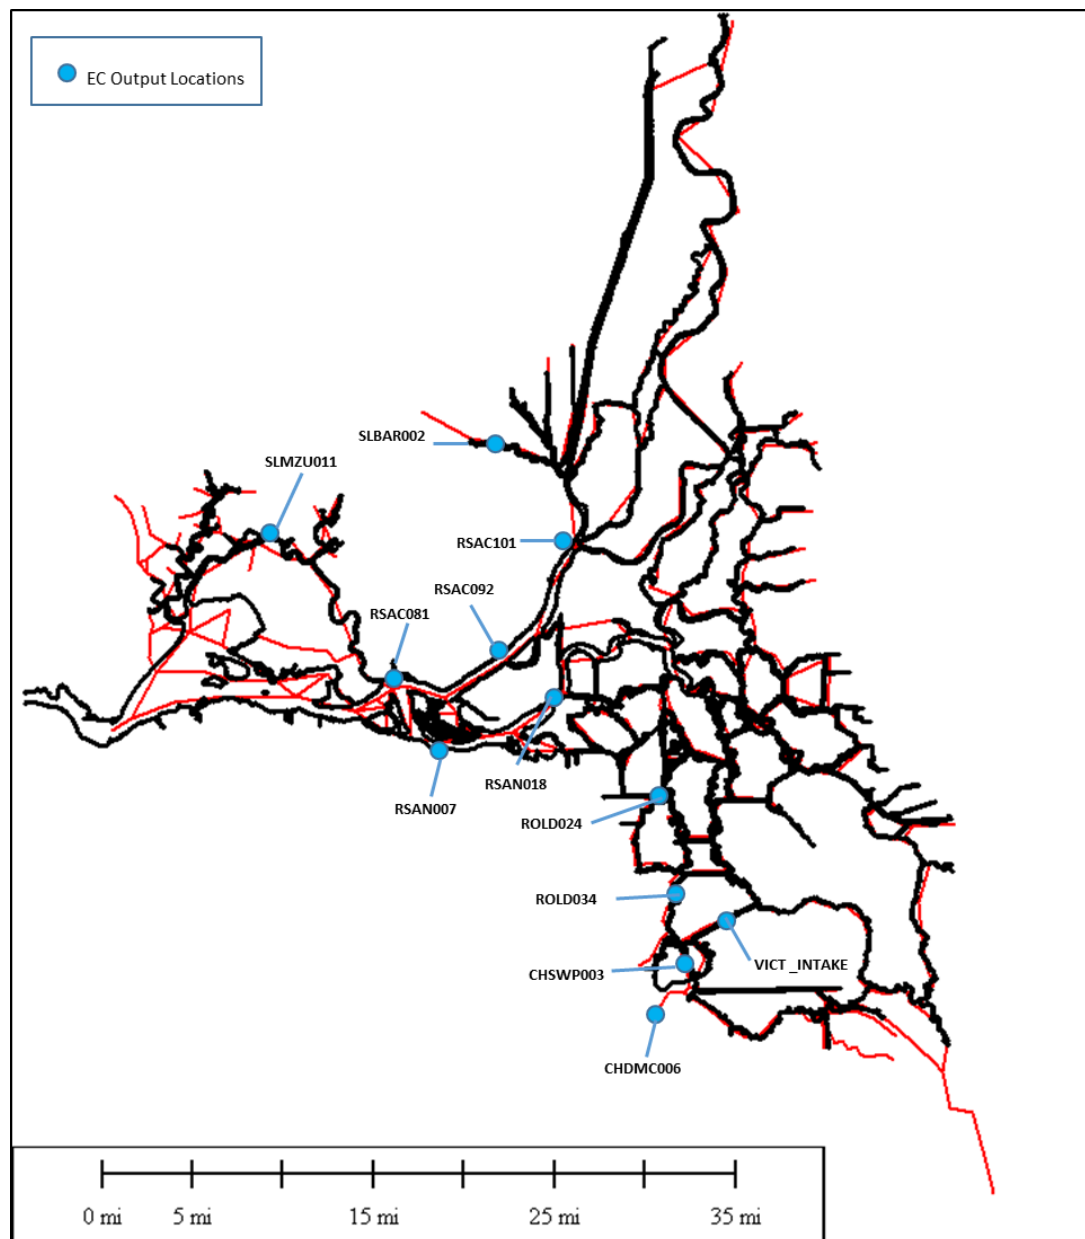 EC Output Locations
SLBAR002
SLMZU011
RSAC101
RSAC092
RSAC081
RSAN018
RSAN007
ROLD024
ROLD034
VICT _INTAKE
CHSWP003
CHDMC006
0 mi 5 mi 15 mi 25 mi 35 mi